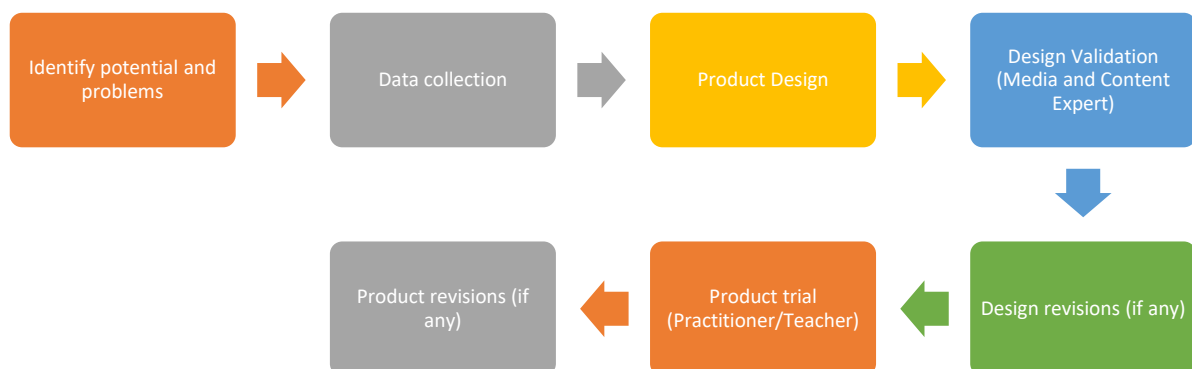 Identify potential and
problems
Data collection
Product Design
Design Validation
(Media and Content
Expert)
Design revisions (if any)
Product trial
(Practitioner/Teacher)
Product revisions (if
any)